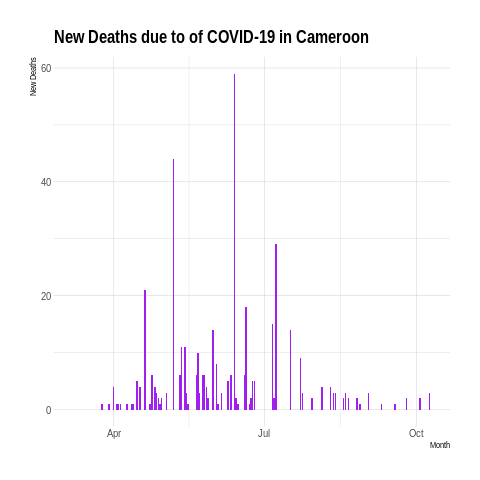 New Deaths due to of COVID-19 in Cameroon
New Deaths
60
40
20
0
Apr
Jul
Oct
Month